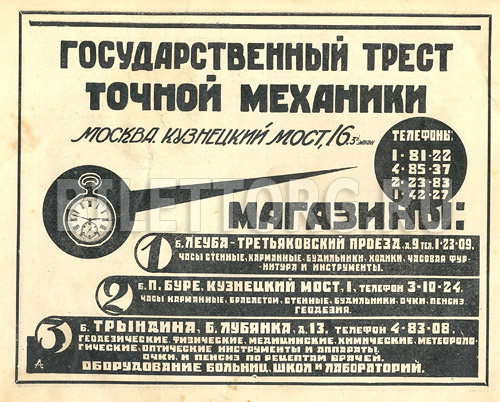 ГОСУДАРСТВЕННЫЙ ТРЕСТ
ТОЧНОЙ МЕХАНИКИ
МОСКВА. КУЗНЕЦКИЙ МОСТ, 16.
ТЕЛЕФОНЫ:
1-81-22
4-85-37
2-23-83
1-42-27
МАГАЗИНЫ:
1 б. ЛЕУБА-ТРЕТЬЯКОВСКИЙ ПРОЕЗД, д.9 тел. 1-23-09.
ЧАСЫ СТЕННЫЕ, КАРМАННЫЕ, БУДИЛЬНИКИ, ХОДИКИ, ЧАСОВАЯ ФУР-
НИТУРА И ИНСТРУМЕНТЫ.
2 б. П. БУРЕ. КУЗНЕЦКИЙ МОСТ. 1. ТЕЛЕФОН 3-10-24.
ЧАСЫ КАРМАННЫЕ, БРАСЛЕТОМ, СТЕННЫЕ, БУДИЛЬНИКИ, ОЧКИ, ПЕНСНЭ,
ГЕОДЕЗИЯ.
3 б. ТРЫНДИНА, Б. ЛУБЯНКА, д. 13. ТЕЛЕФОН 4-83-08.
ГЕОДЕЗИЧЕСКИЕ, ФИЗИЧЕСКИЕ, МЕДИЦИНСКИЕ, ХИМИЧЕСКИЕ, МЕТЕОРОЛО-
ГИЧЕСКИЕ, ОПТИЧЕСКИЕ ИНСТРУМЕНТЫ И АППАРАТЫ.
ОЧКИ И ПЕНСНЭ ПО РЕЦЕПТАМ ВРАЧЕЙ.
ОБОРУДОВАНИЕ БОЛЬНИЦ, ШКОЛ И ЛАБОРАТОРИЙ.